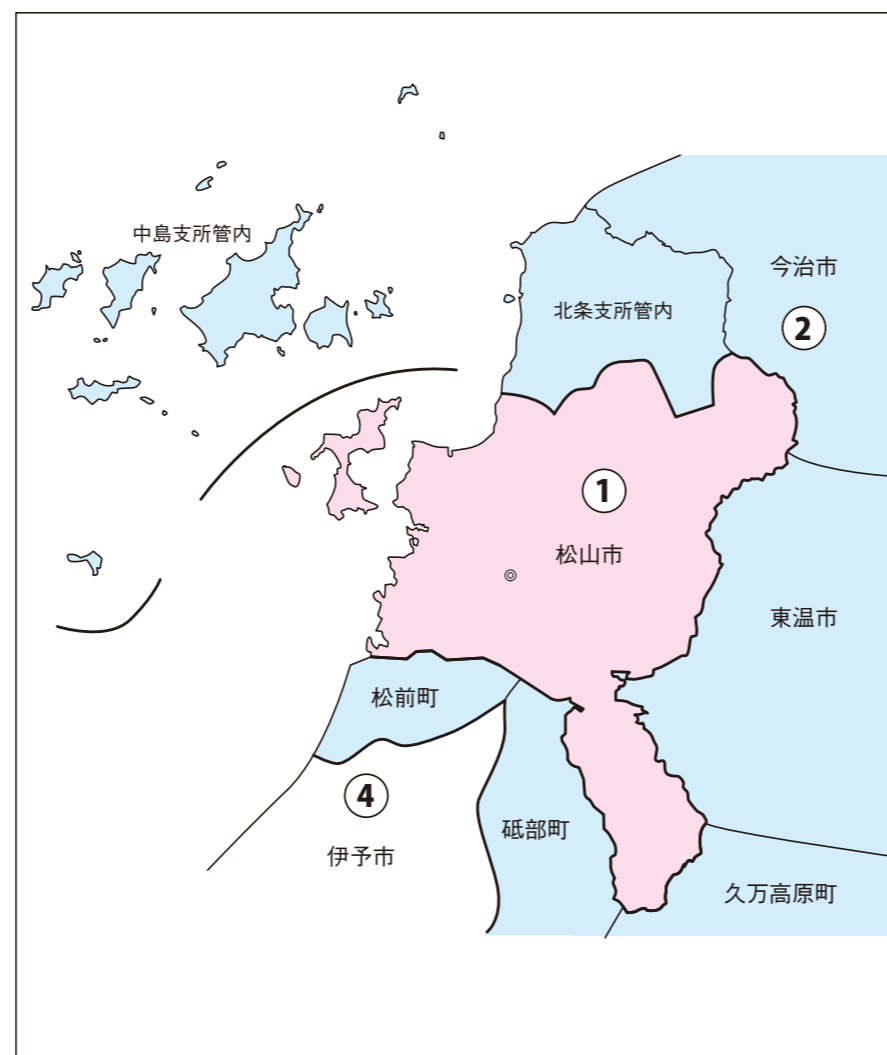 中島支所管内
今治市
②
北条支所管内
①
松山市
東温市
松前町
④
砥部町
伊予市
久万高原町